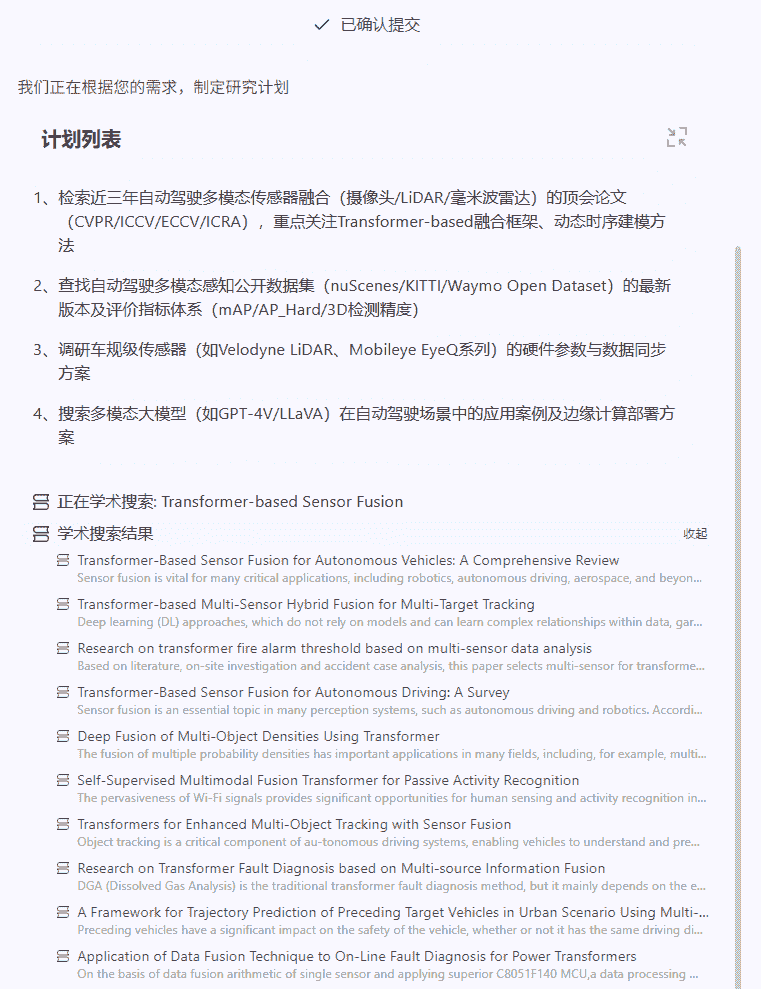 已确认提交
我们正在根据您的需求，制定研究计划
计划列表
1、检索近三年自动驾驶多模态传感器融合（摄像头/LiDAR/毫米波雷达）的顶会论文
（CVPR/ICCV/ECCV/ICRA），重点关注Transformer-based融合框架、动态时序建模方
法
2、查找自动驾驶多模态感知公开数据集（nuScenes/KITTI/Waymo Open Dataset）的最新
版本及评价指标体系（mAP/AP_Hard/3D检测精度）
3、调研车规级传感器（如Velodyne LiDAR、Mobileye EyeQ系列）的硬件参数与数据同步
方案
4、搜索多模态大模型（如GPT-4V/LLaVA）在自动驾驶场景中的应用案例及边缘计算部署方
案
正在学术搜索: Transformer-based Sensor Fusion
学术搜索结果 收起
Transformer-Based Sensor Fusion for Autonomous Vehicles: A Comprehensive Review
Sensor fusion is vital for many critical applications, including robotics, autonomous driving, aerospace, and beyon...
Transformer-based Multi-Sensor Hybrid Fusion for Multi-Target Tracking
Deep learning (DL) approaches, which do not rely on models and can learn complex relationships within data, gar...
Research on transformer fire alarm threshold based on multi-sensor data analysis
Based on literature, on-site investigation and accident case analysis, this paper selects multi-sensor for transforme...
Transformer-Based Sensor Fusion for Autonomous Driving: A Survey
Sensor fusion is an essential topic in many perception systems, such as autonomous driving and robotics. Accordi...
Deep Fusion of Multi-Object Densities Using Transformer
The fusion of multiple probability densities has important applications in many fields, including, for example, multi...
Self-Supervised Multimodal Fusion Transformer for Passive Activity Recognition
The pervasiveness of Wi-Fi signals provides significant opportunities for human sensing and activity recognition in...
Transformers for Enhanced Multi-Object Tracking with Sensor Fusion
Object tracking is a critical component of au-tonomous driving systems, enabling vehicles to understand and pre...
Research on Transformer Fault Diagnosis based on Multi-source Information Fusion
DGA (Dissolved Gas Analysis) is the traditional transformer fault diagnosis method, but it mainly depends on the e...
A Framework for Trajectory Prediction of Preceding Target Vehicles in Urban Scenario Using Multi-...
Preceding vehicles have a significant impact on the safety of the vehicle, whether or not it has the same driving di...
Application of Data Fusion Technique to On-Line Fault Diagnosis for Power Transformers
On the basis of data fusion arithmetic of single sensor and applying superior C8051F140 MCU,a data processing ...